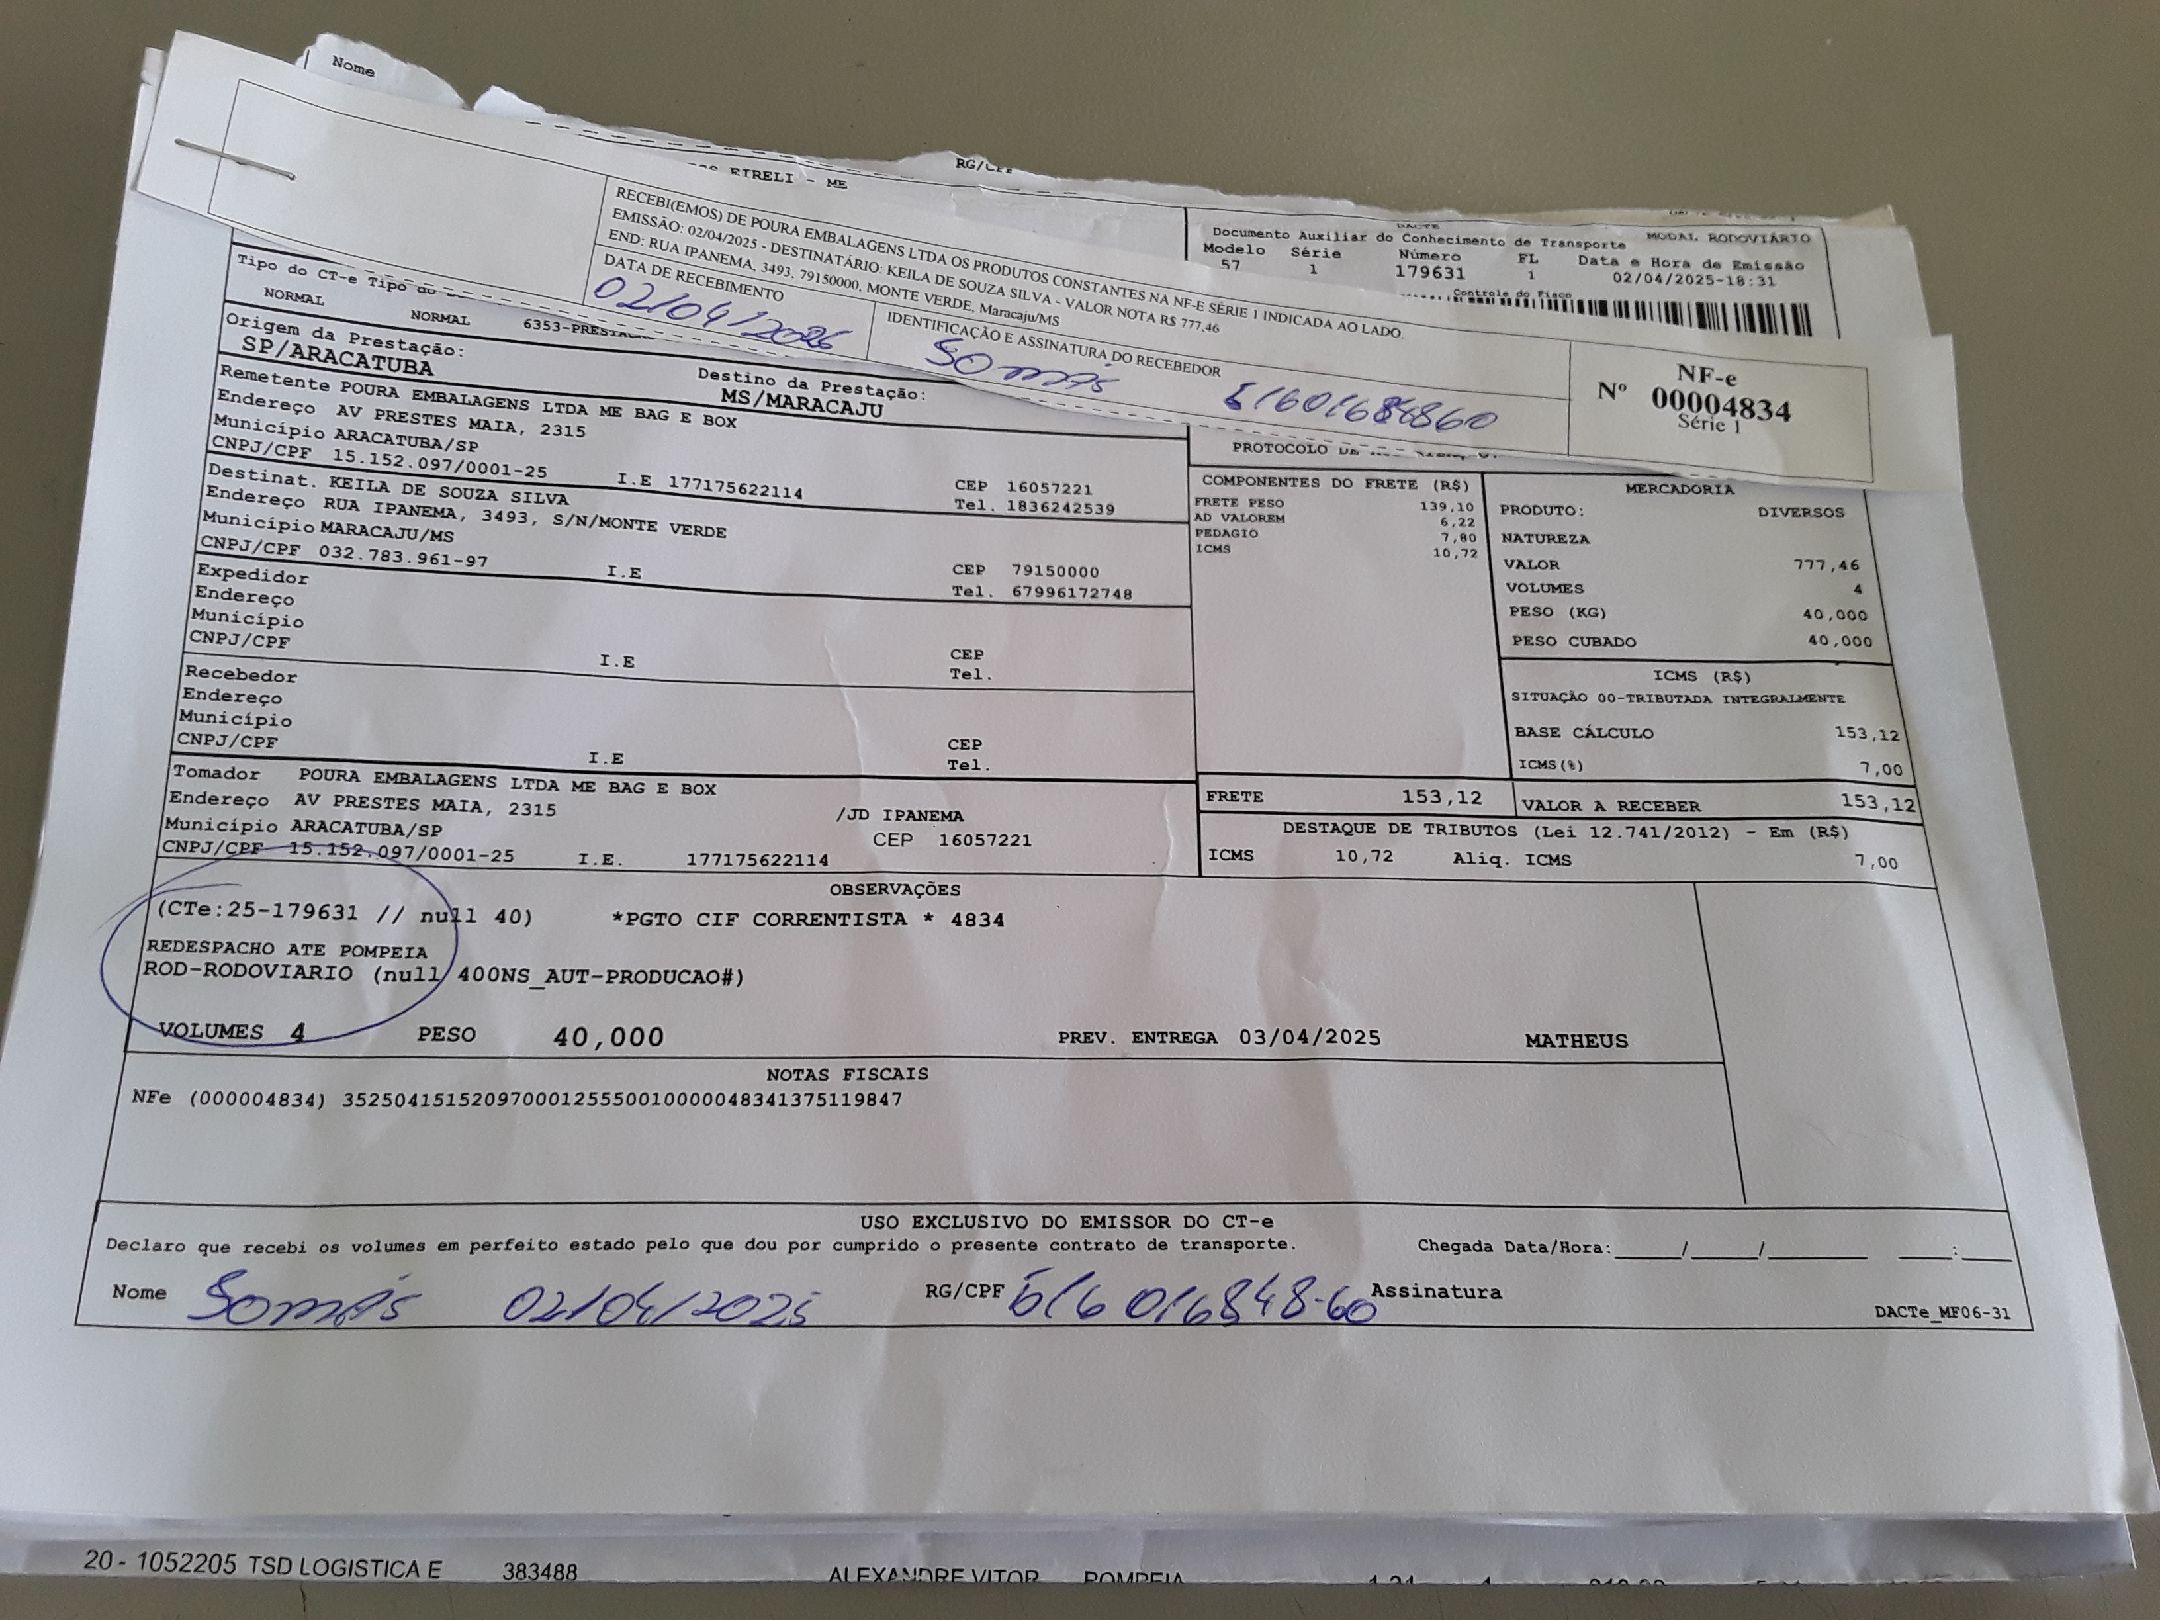 Nome
RG/CPF
EIRELI - ME
RECEBI(EMOS) DE POURA EMBALAGENS LTDA OS PRODUTOS CONSTANTES NA NF-E SÉRIE 1 INDICADA AO LADO.
EMISSÃO: 02/04/2025 - DESTINATÁRIO: KEILA DE SOUZA SILVA - VALOR NOTA R$ 777,46
END: RUA IPANEMA, 3493, 79150000, MONTE VERDE, Maracaju/MS
DATA DE RECEBIMENTO
IDENTIFICAÇÃO E ASSINATURA DO RECEBEDOR
NF-e
Nº 00004834
Série 1
DACTE
MODAL RODOVIÁRIO
Documento Auxiliar do Conhecimento de Transporte
Modelo Série Número FL Data e Hora de Emissão
57 1 179631 1 02/04/2025-18:31
Controle do Fisco
Tipo do CT-e Tipo do
NORMAL NORMAL
Origem da Prestação: Destino da Prestação:
SP/ARACATUBA MS/MARACAJU
Remetente POURA EMBALAGENS LTDA ME BAG E BOX
Endereço AV PRESTES MAIA, 2315
Município ARACATUBA/SP CEP 16057221
CNPJ/CPF 15.152.097/0001-25 I.E 177175622114 Tel. 1836242539
Destinat. KEILA DE SOUZA SILVA
Endereço RUA IPANEMA, 3493, S/N/MONTE VERDE
Município MARACAJU/MS CEP 79150000
CNPJ/CPF 032.783.961-97 I.E Tel. 67996172748
Expedidor
Endereço
Município CEP
CNPJ/CPF I.E Tel.
Recebedor
Endereço
Município CEP
CNPJ/CPF I.E Tel.
Tomador POURA EMBALAGENS LTDA ME BAG E BOX
Endereço AV PRESTES MAIA, 2315 /JD IPANEMA
Município ARACATUBA/SP CEP 16057221
CNPJ/CPF 15.152.097/0001-25 I.E. 177175622114
PROTOCOLO
COMPONENTES DO FRETE (R$)
FRETE PESO 139,10
AD VALOREM 6,22
PEDAGIO 7,80
ICMS 10,72
MERCADORIA
PRODUTO: DIVERSOS
NATUREZA
VALOR 777,46
VOLUMES 4
PESO (KG) 40,000
PESO CUBADO 40,000
ICMS (R$)
SITUAÇÃO 00-TRIBUTADA INTEGRALMENTE
BASE CÁLCULO 153,12
ICMS(%) 7,00
FRETE 153,12 VALOR A RECEBER 153,12
DESTAQUE DE TRIBUTOS (Lei 12.741/2012) - Em (R$)
ICMS 10,72 Aliq. ICMS 7,00
OBSERVAÇÕES
(CTe:25-179631 // null 40) *PGTO CIF CORRENTISTA * 4834
REDESPACHO ATE POMPEIA
ROD-RODOVIARIO (null 400NS_AUT-PRODUCAO#)
VOLUMES 4 PESO 40,000 PREV. ENTREGA 03/04/2025 MATHEUS
NOTAS FISCAIS
NFe (000004834) 35250415152097000125550010000048341375119847
USO EXCLUSIVO DO EMISSOR DO CT-e
Declaro que recebi os volumes em perfeito estado pelo que dou por cumprido o presente contrato de transporte. Chegada Data/Hora:_____/_____/_______ ____:____
Nome 02/04/2025 RG/CPF Assinatura
DACTe_MF06-31
20 - 1052205 TSD LOGISTICA E 383488 ALEXANDRE VITOR POMPEIA